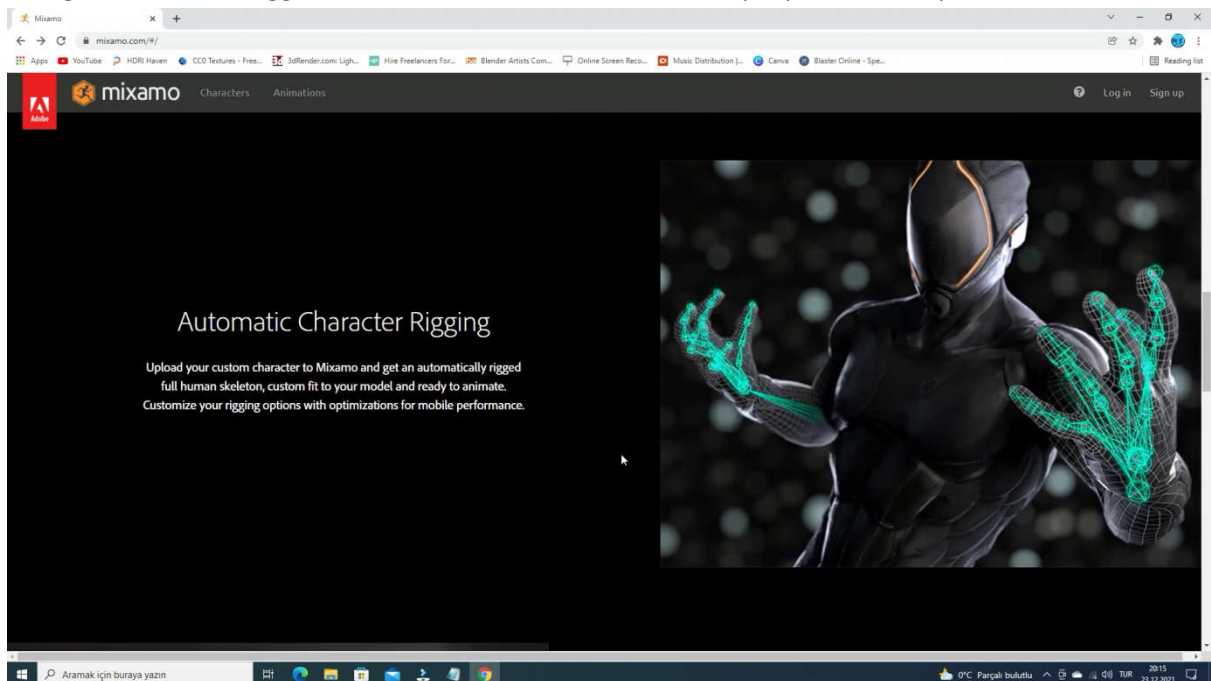 Mixamo
mixamo.com/#/
Apps YouTube HDRI Haven CC0 Textures - Free... 3dRender.com: Ligh... Hire Freelancers For... Blender Artists Com... Online Screen Reco... Music Distribution |... Canva Blaster Online - Spe... Reading list
Adobe mixamo Characters Animations Log in Sign up
Automatic Character Rigging
Upload your custom character to Mixamo and get an automatically rigged
full human skeleton, custom fit to your model and ready to animate.
Customize your rigging options with optimizations for mobile performance.
Aramak için buraya yazın 0°C Parçalı bulutlu TUR 20:15
23.12.2021